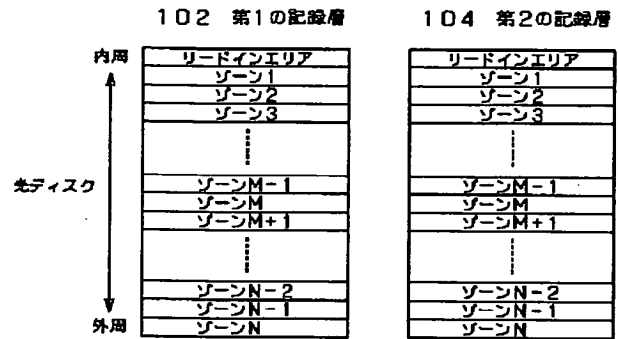 102 第1の記録層
104 第2の記録層
内周
光ディスク
外周
リードインエリア
ゾーン1
ゾーン2
ゾーン3
ゾーンM-1
ゾーンM
ゾーンM+1
ゾーンN-2
ゾーンN-1
ゾーンN
リードインエリア
ゾーン1
ゾーン2
ゾーン3
ゾーンM-1
ゾーンM
ゾーンM+1
ゾーンN-2
ゾーンN-1
ゾーンN